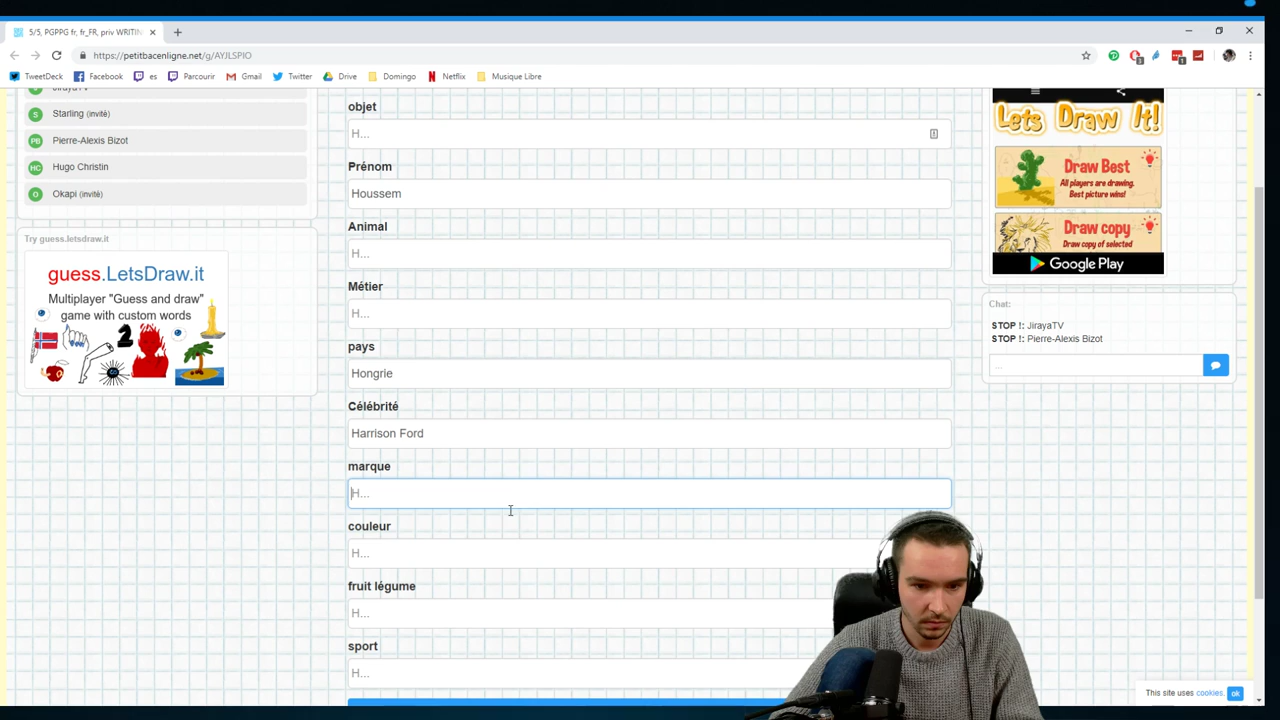 5/5, PGPPG fr, fr_FR, priv WRITIN
https://petitbacenligne.net/g/AYJLSPIO
TweetDeck
Facebook
es
Parcourir
Gmail
Twitter
Drive
Domingo
Netflix
Musique Libre
JirayaTV
S Starling (invité)
PB Pierre-Alexis Bizot
HC Hugo Christin
O Okapi (invité)
Try guess.letsdraw.it
guess.LetsDraw.it
Multiplayer "Guess and draw"
game with custom words
objet
H...
Prénom
Houssem
Animal
H...
Métier
H...
pays
Hongrie
Célébrité
Harrison Ford
marque
H...
couleur
H...
fruit légume
H...
sport
H...
Lets Draw It!
Draw Best
All players are drawing.
Best picture wins!
Draw copy
Draw copy of selected
Google Play
Chat:
STOP !: JirayaTV
STOP !: Pierre-Alexis Bizot
...
This site uses cookies. ok